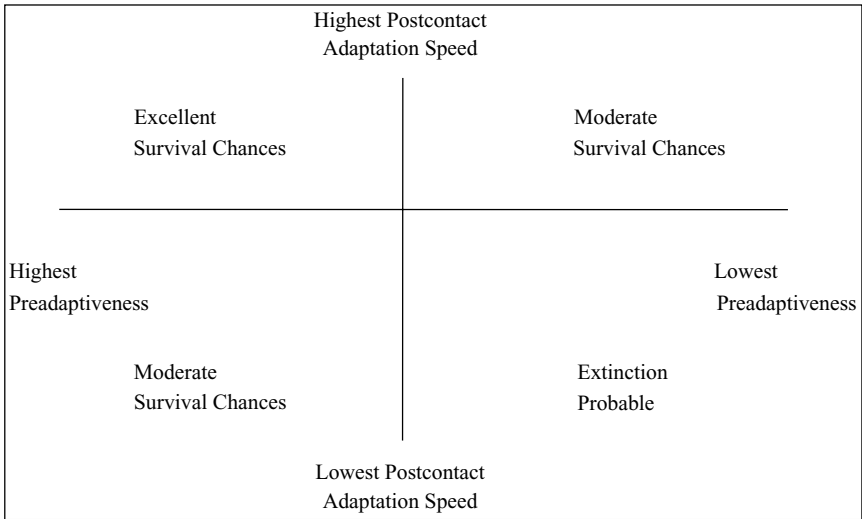 Highest Postcontact
Adaptation Speed
Excellent
Survival Chances
Moderate
Survival Chances
Highest
Preadaptiveness
Lowest
Preadaptiveness
Moderate
Survival Chances
Extinction
Probable
Lowest Postcontact
Adaptation Speed